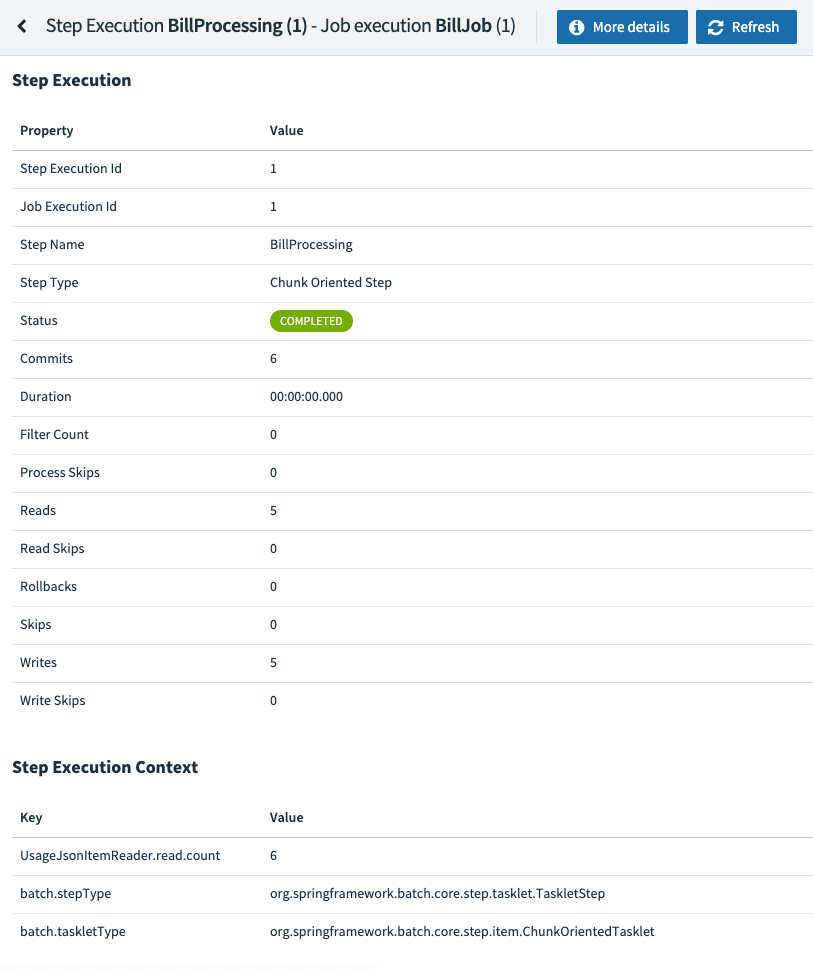 Step Execution BillProcessing (1) - Job execution BillJob (1) More details Refresh
Step Execution
Property Value
Step Execution Id 1
Job Execution Id 1
Step Name BillProcessing
Step Type Chunk Oriented Step
Status COMPLETED
Commits 6
Duration 00:00:00.000
Filter Count 0
Process Skips 0
Reads 5
Read Skips 0
Rollbacks 0
Skips 0
Writes 5
Write Skips 0
Step Execution Context
Key Value
UsageJsonItemReader.read.count 6
batch.stepType org.springframework.batch.core.step.tasklet.TaskletStep
batch.taskletType org.springframework.batch.core.step.item.ChunkOrientedTasklet